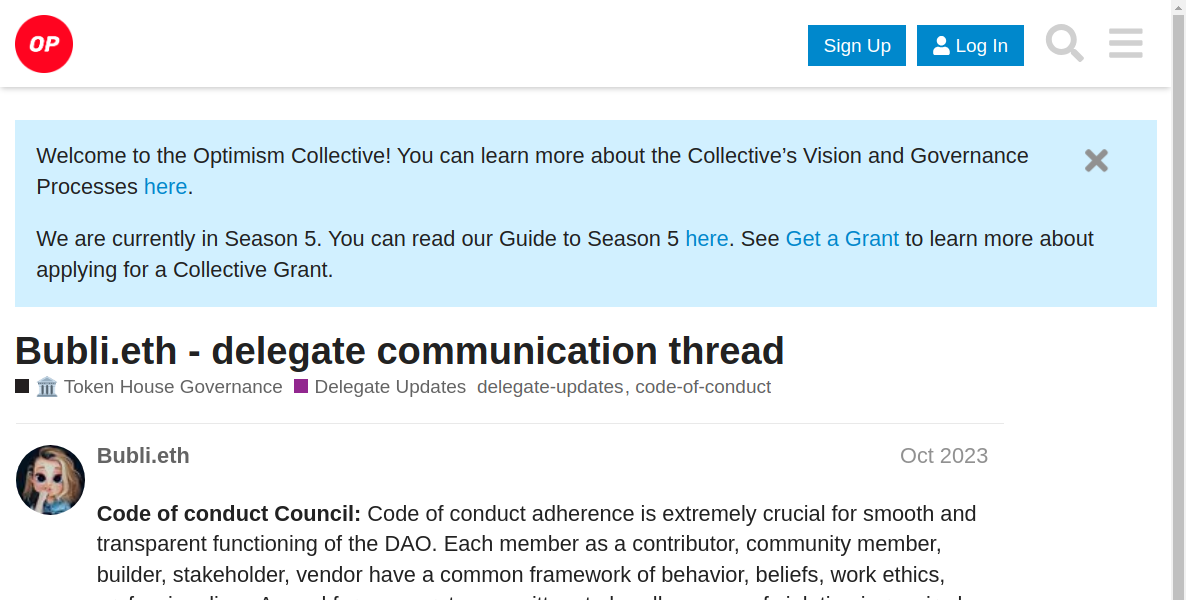 OP
Sign Up
Log In
Welcome to the Optimism Collective! You can learn more about the Collective’s Vision and Governance
Processes here.
We are currently in Season 5. You can read our Guide to Season 5 here. See Get a Grant to learn more about
applying for a Collective Grant.
Bubli.eth - delegate communication thread
Token House Governance Delegate Updates delegate-updates, code-of-conduct
Bubli.eth
Oct 2023
Code of conduct Council: Code of conduct adherence is extremely crucial for smooth and
transparent functioning of the DAO. Each member as a contributor, community member,
builder, stakeholder, vendor have a common framework of behavior, beliefs, work ethics,